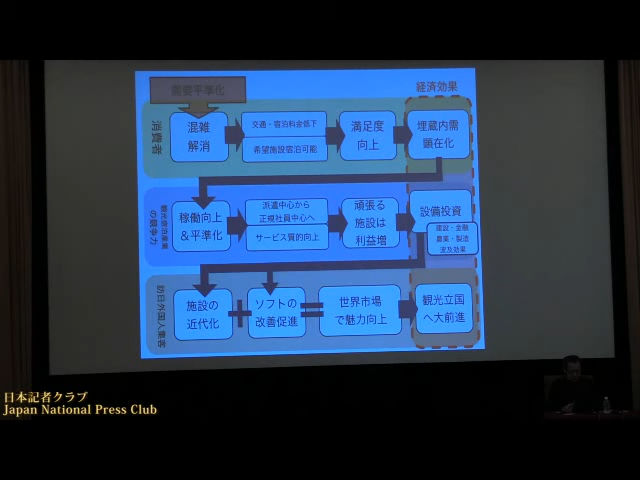 需要平準化
経済効果
消費者
混雑
解消
交通・宿泊料金低下
希望施設宿泊可能
満足度
向上
埋蔵内需
顕在化
観光宿泊産業
の競争力
稼働向上
&平準化
派遣中心から
正規社員中心へ
サービス質的向上
頑張る
施設は
利益増
設備投資
建設・金融
農業・製造
波及効果
訪日外国人集客
施設の
近代化
ソフトの
改善促進
世界市場
で魅力向上
観光立国
へ大前進
日本記者クラブ
Japan National Press Club